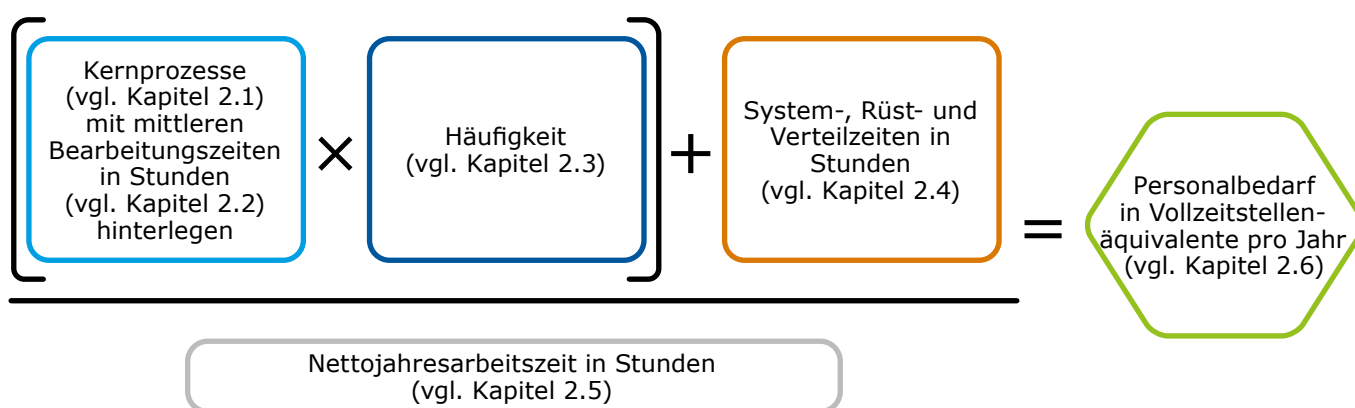 Kernprozesse
(vgl. Kapitel 2.1)
mit mittleren
Bearbeitungszeiten
in Stunden
(vgl. Kapitel 2.2)
hinterlegen
×
Häufigkeit
(vgl. Kapitel 2.3)
+
System-, Rüst- und
Verteilzeiten in
Stunden
(vgl. Kapitel 2.4)
=
Personalbedarf
in Vollzeitstellen-
äquivalente pro Jahr
(vgl. Kapitel 2.6)
Nettojahresarbeitszeit in Stunden
(vgl. Kapitel 2.5)